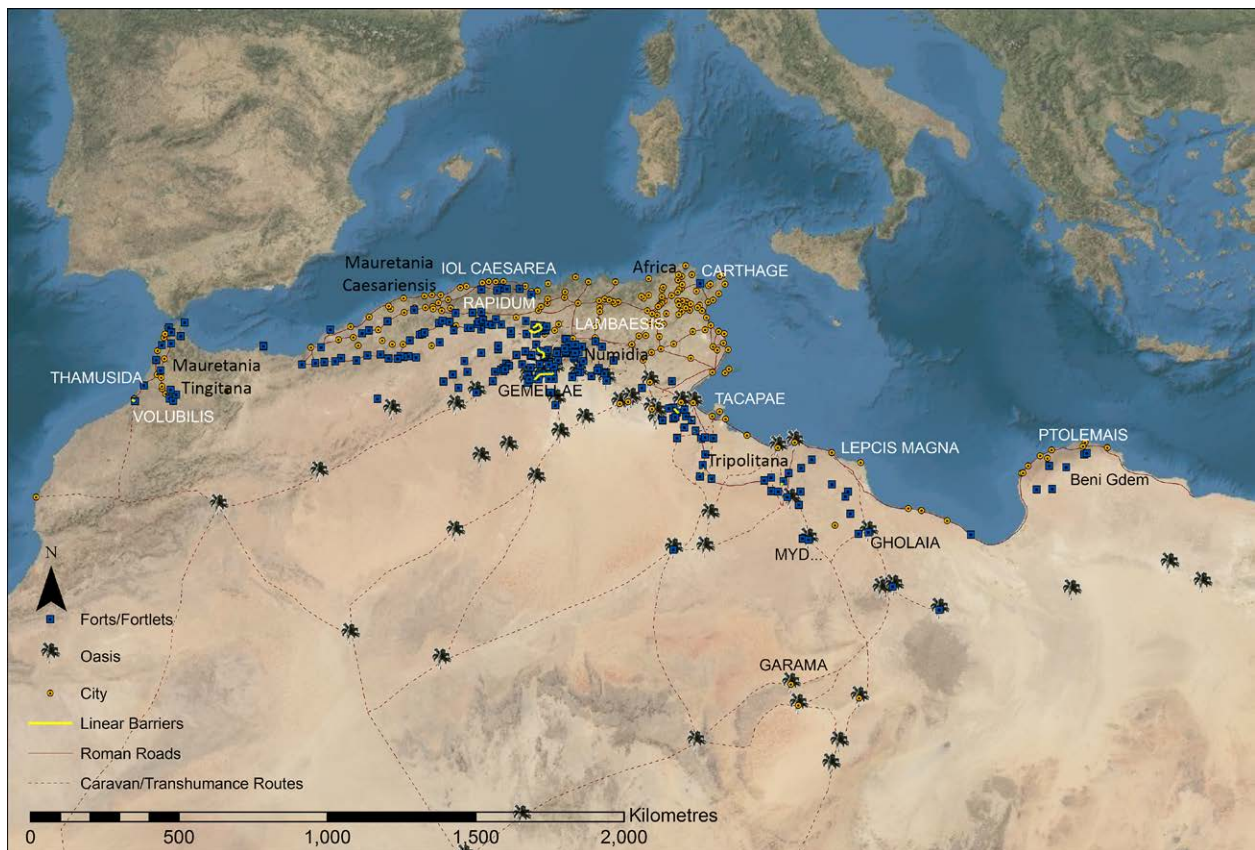 Mauretania
Caesariensis
IOL CAESAREA
Africa
CARTHAGE
RAPIDUM
LAMBAESIS
Numidia
Mauretania
Tingitana
THAMUSIDA
VOLUBILIS
GEMELLAE
TACAPAE
Tripolitana
LEPCIS MAGNA
PTOLEMAIS
Beni Gdem
MYD
GHOLAIA
GARAMA
N
Forts/Fortlets
Oasis
City
Linear Barriers
Roman Roads
Caravan/Transhumance Routes
Kilometres
0 500 1,000 1,500 2,000